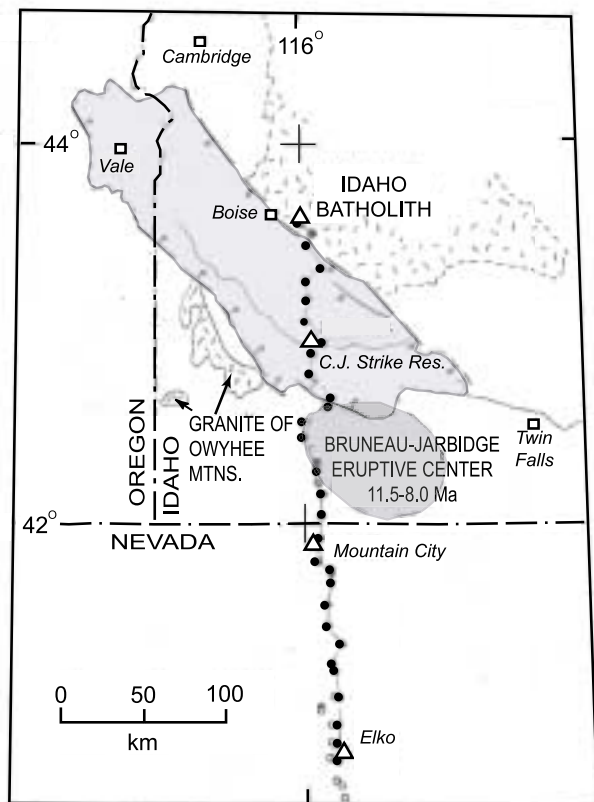 116°
Cambridge
44°
Vale
IDAHO
BATHOLITH
Boise
C.J. Strike Res.
GRANITE OF
OWYHEE
MTNS.
BRUNEAU-JARBIDGE
ERUPTIVE CENTER
11.5-8.0 Ma
Twin
Falls
OREGON
IDAHO
42°
NEVADA
Mountain City
0 50 100
km
Elko